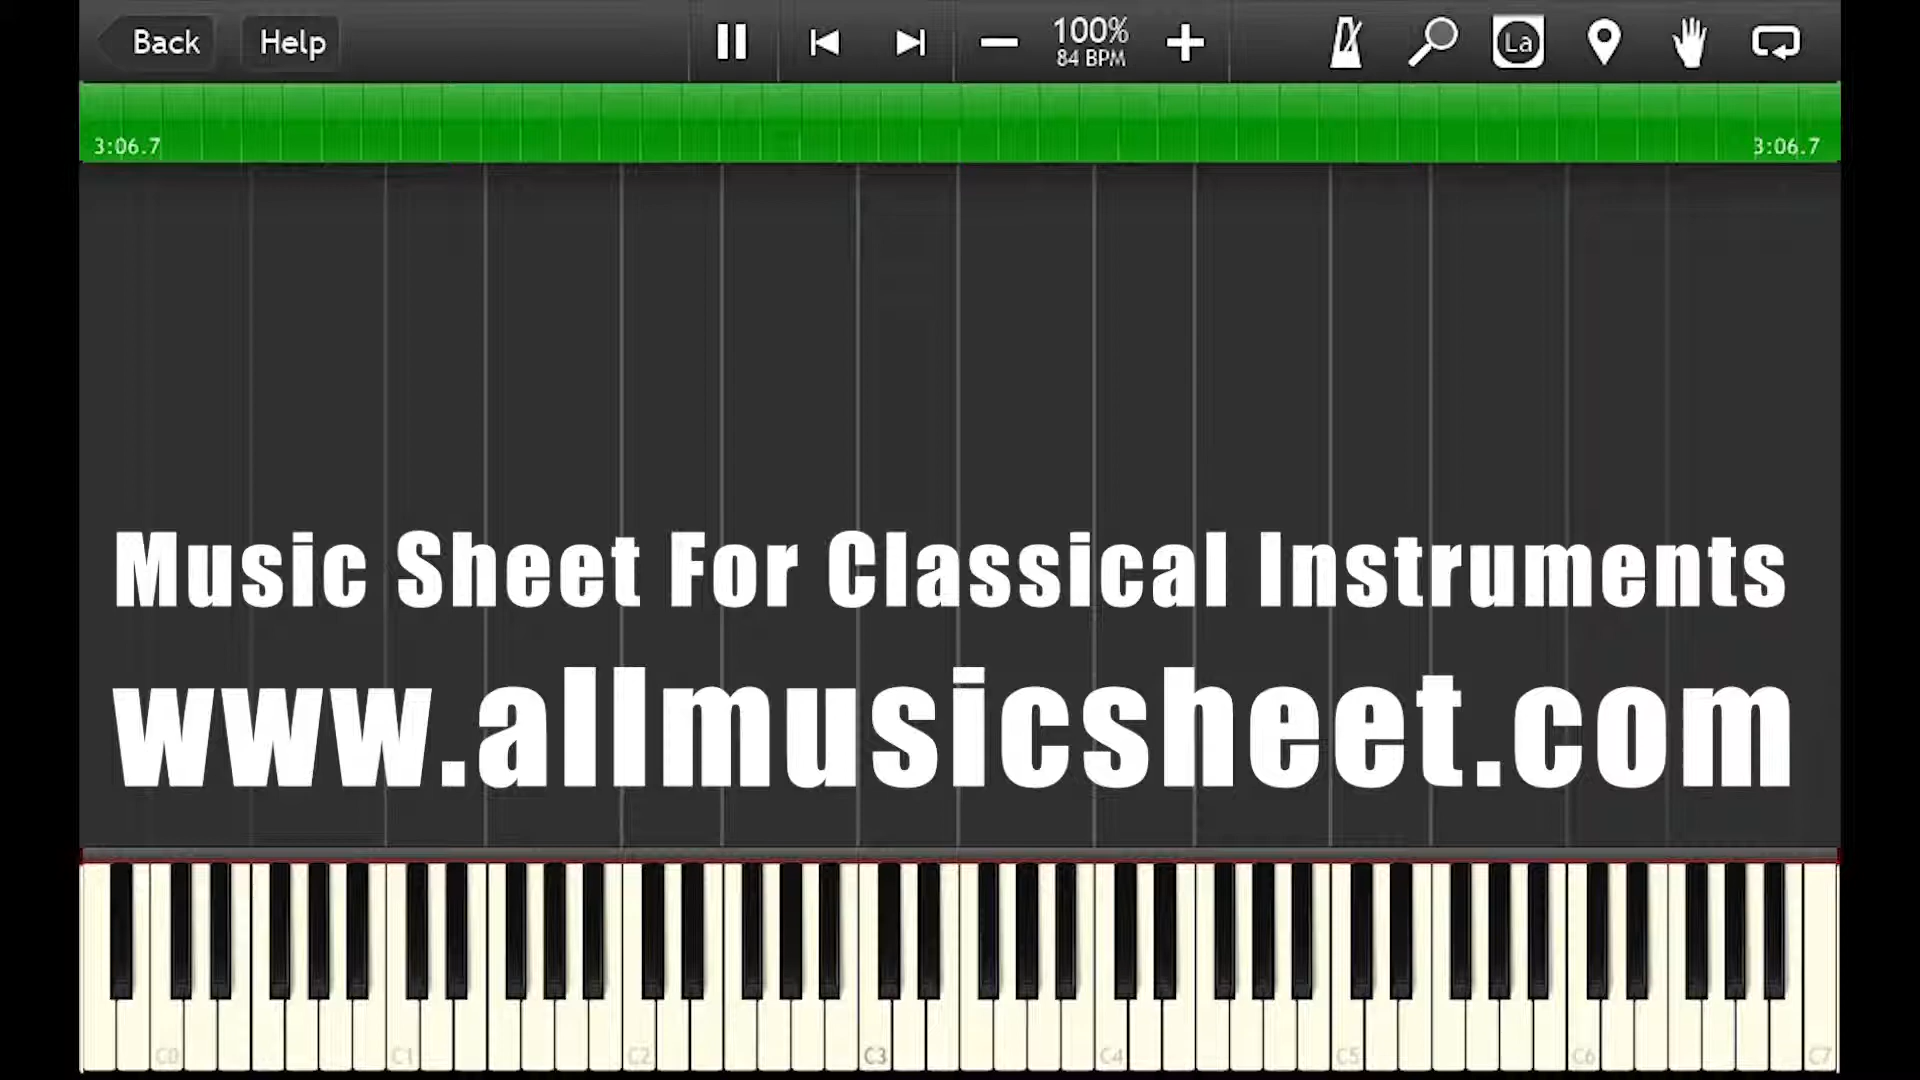 Back Help 100% La
84 BPM
3:06.7 3:06.7
Music Sheet For Classical Instruments
www.allmusicsheet.com
C0 C1 C2 C3 C4 C5 C6 C7